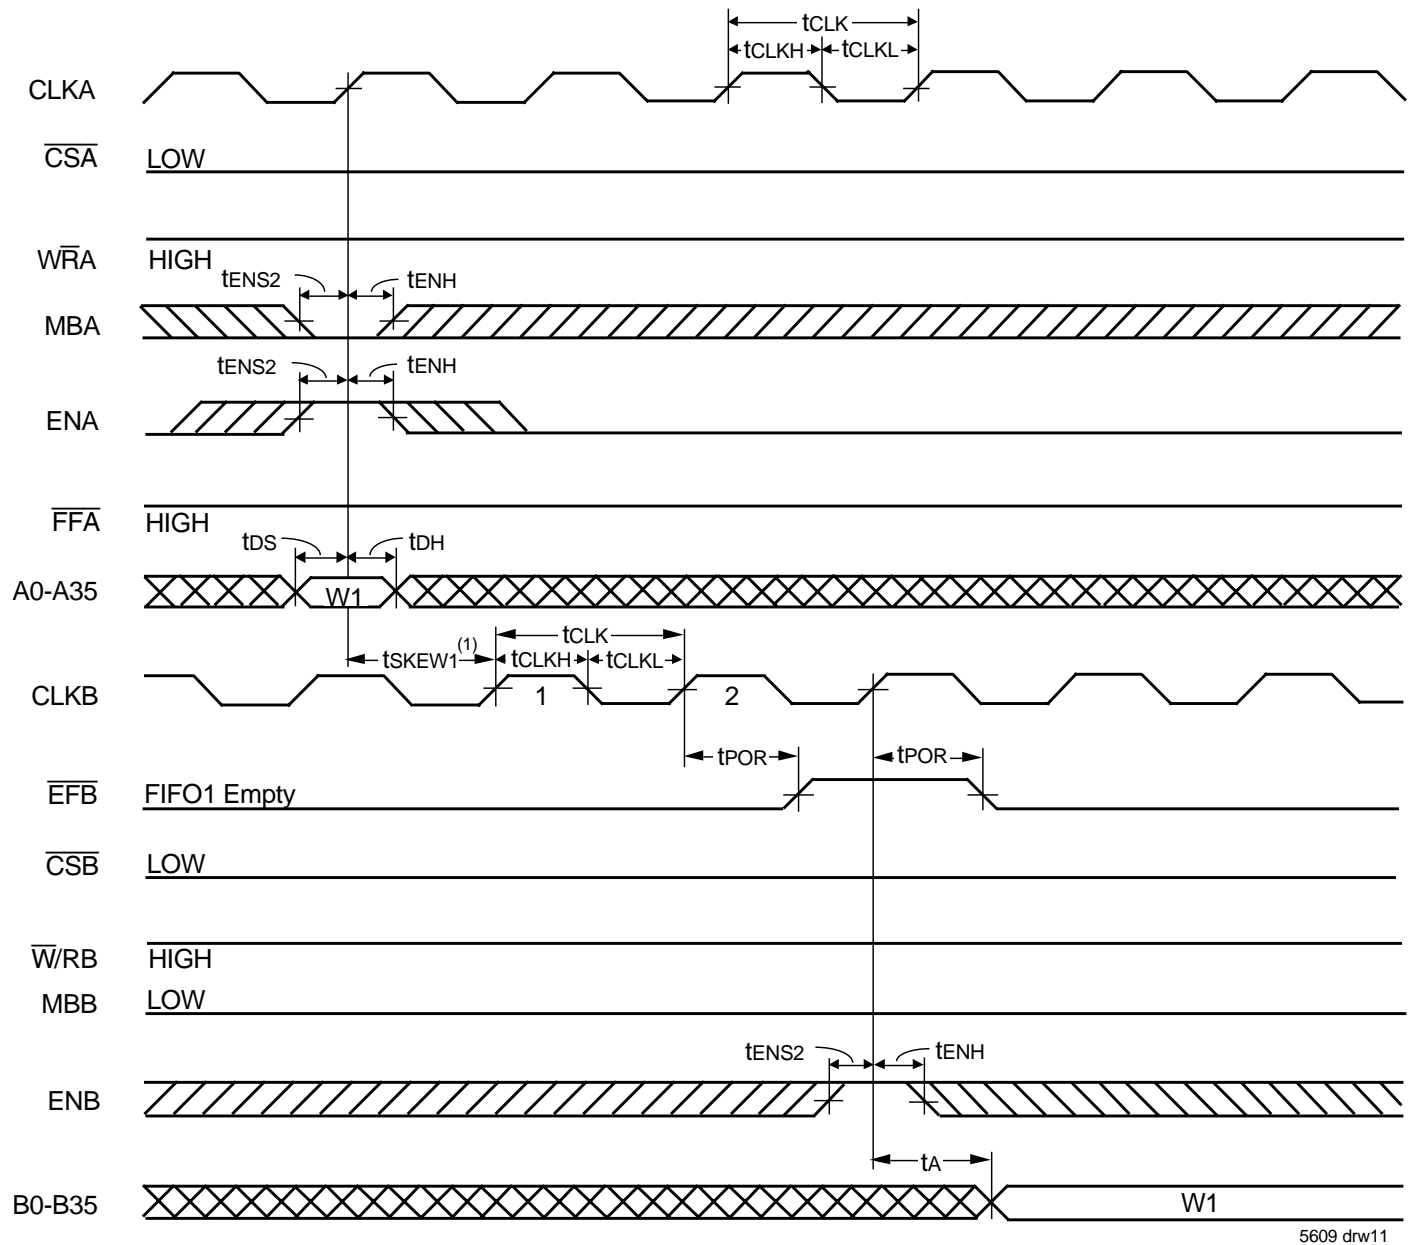 tCLK
tCLKH tCLKL
CLKA
CSA LOW
WRA HIGH
tENS2 tENH
MBA
tENS2 tENH
ENA
FFA HIGH
tDS tDH
A0-A35 W1
tCLK
tSKEW1(1) tCLKH tCLKL
CLKB 1 2
tPOR tPOR
EFB FIFO1 Empty
CSB LOW
W/RB HIGH
MBB LOW
tENS2 tENH
ENB
tA
B0-B35 W1
5609 drw11